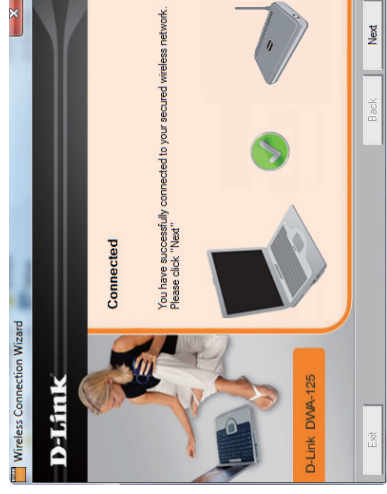 Wireless Connection Wizard
D-Link
Connected
You have successfully connected to your secured wireless network.
Please click "Next"
D-Link DWA-125
Exit
Back
Next